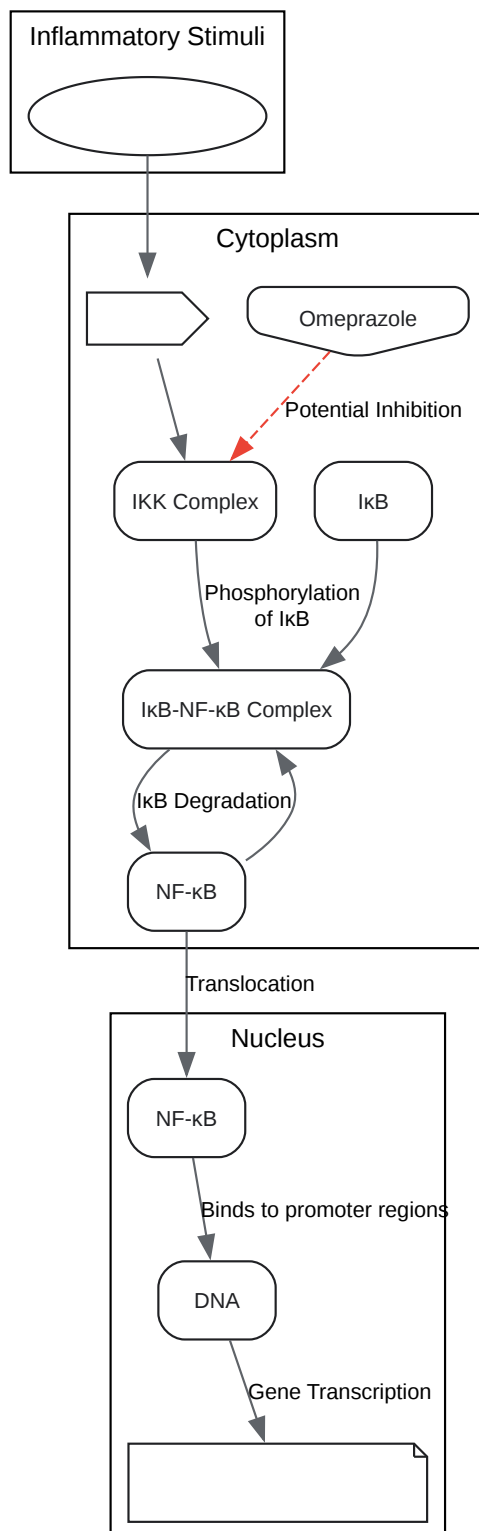 Inflammatory Stimuli
Cytoplasm
Omeprazole
Potential Inhibition
IKK Complex
IκB
Phosphorylation
of IκB
IκB-NF-κB Complex
IκB Degradation
NF-κB
Translocation
Nucleus
NF-κB
Binds to promoter regions
DNA
Gene Transcription